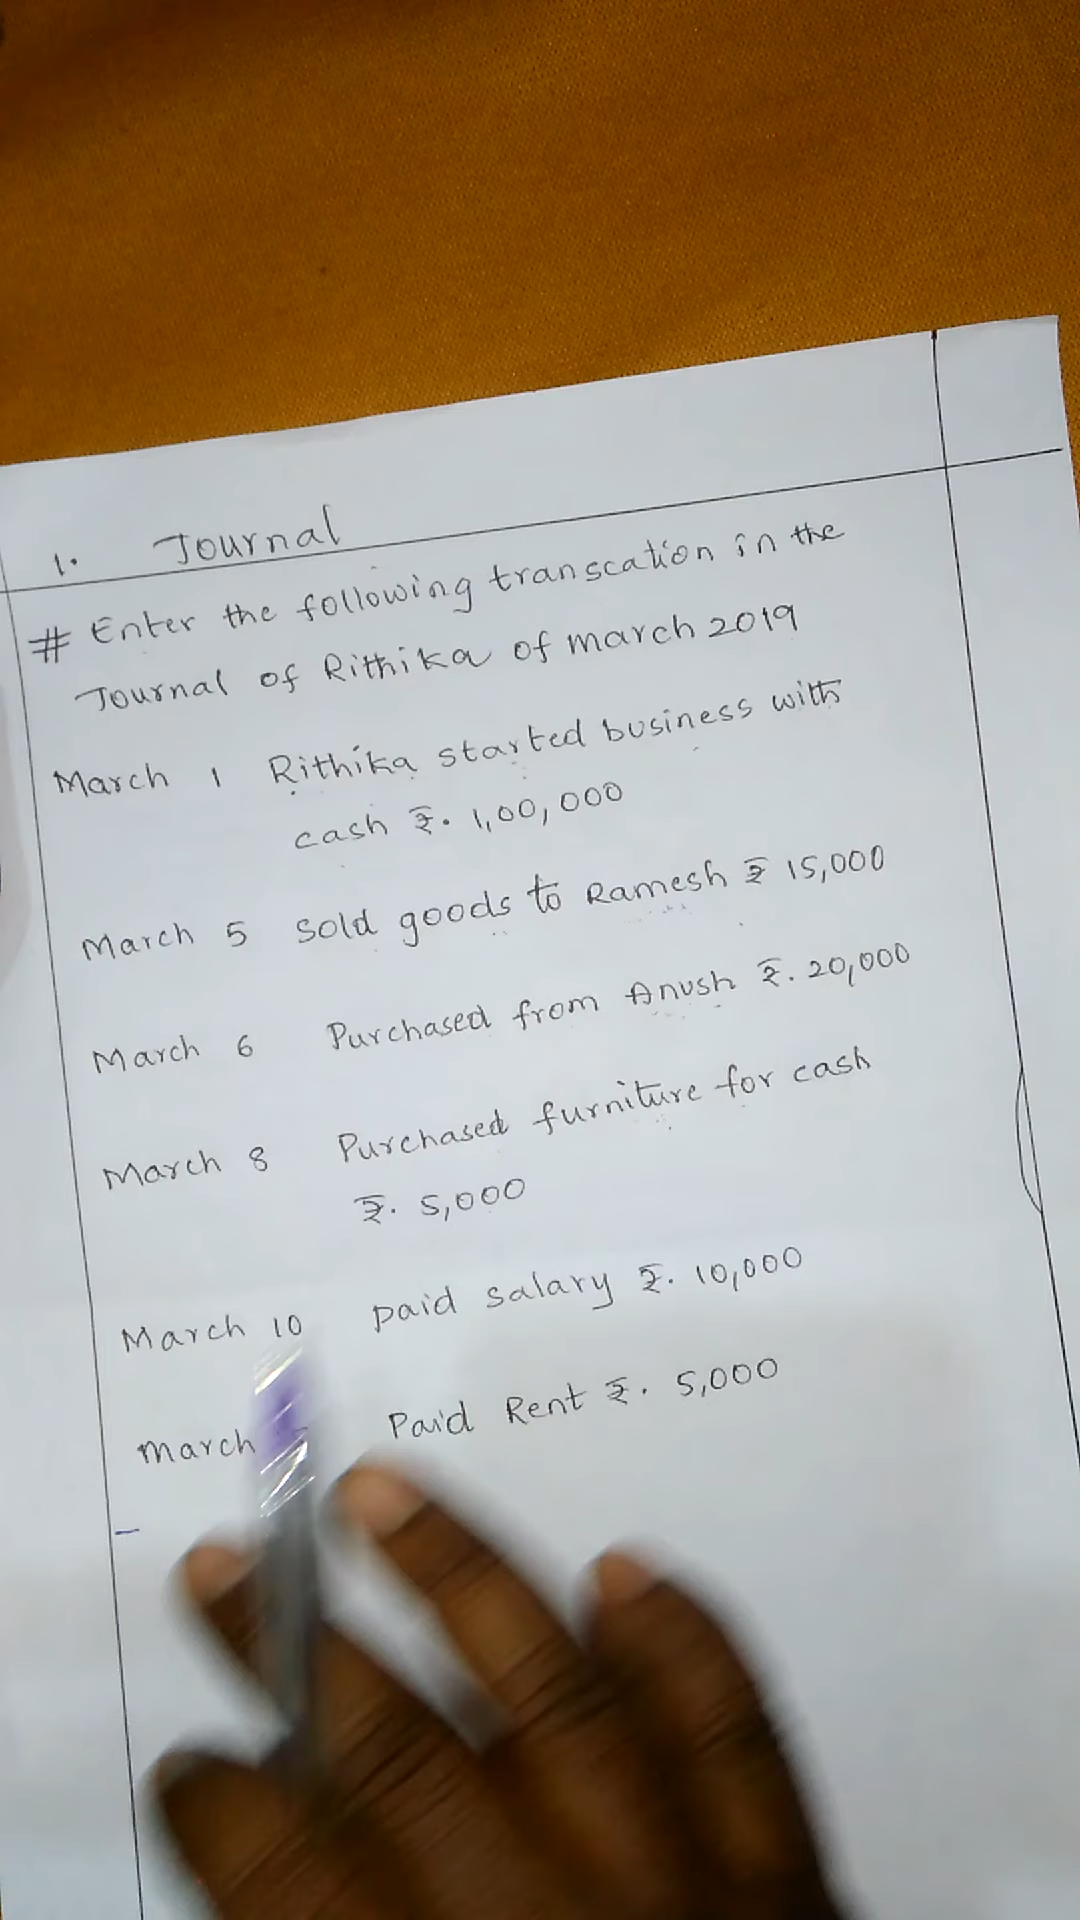 1. Journal
# Enter the following transcation in the
Journal of Rithika of march 2019
March 1 Rithika started business with
cash ₹. 1,00,000
March 5 Sold goods to Ramesh ₹ 15,000
March 6 Purchased from Anush ₹. 20,000
March 8 Purchased furniture for cash
₹. 5,000
March 10 paid salary ₹. 10,000
March Paid Rent ₹. 5,000